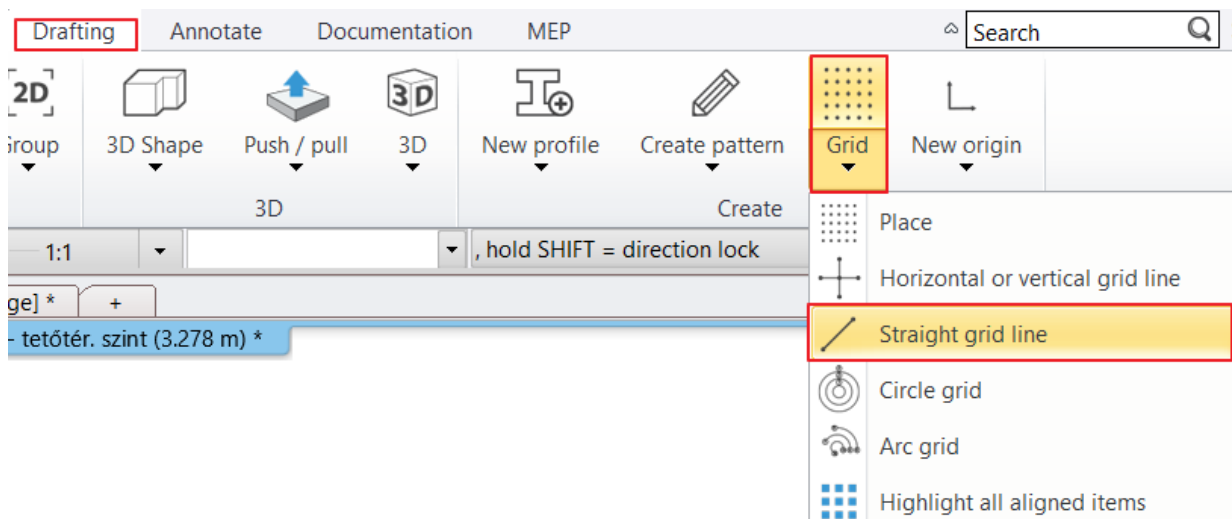 Drafting Annotate Documentation MEP Search
2D 3D
Group 3D Shape Push / pull 3D New profile Create pattern Grid New origin
3D Create
1:1 , hold SHIFT = direction lock
ge] * +
- tetőtér. szint (3.278 m) *
Place
Horizontal or vertical grid line
Straight grid line
Circle grid
Arc grid
Highlight all aligned items